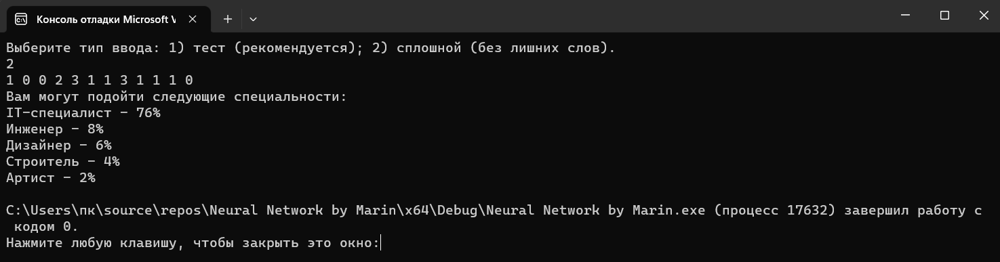 Консоль отладки Microsoft V
Выберите тип ввода: 1) тест (рекомендуется); 2) сплошной (без лишних слов).
2
1 0 0 2 3 1 1 3 1 1 1 0
Вам могут подойти следующие специальности:
IT-специалист - 76%
Инженер - 8%
Дизайнер - 6%
Строитель - 4%
Артист - 2%
C:\Users\пк\source\repos\Neural Network by Marin\x64\Debug\Neural Network by Marin.exe (процесс 17632) завершил работу с
кодом 0.
Нажмите любую клавишу, чтобы закрыть это окно: